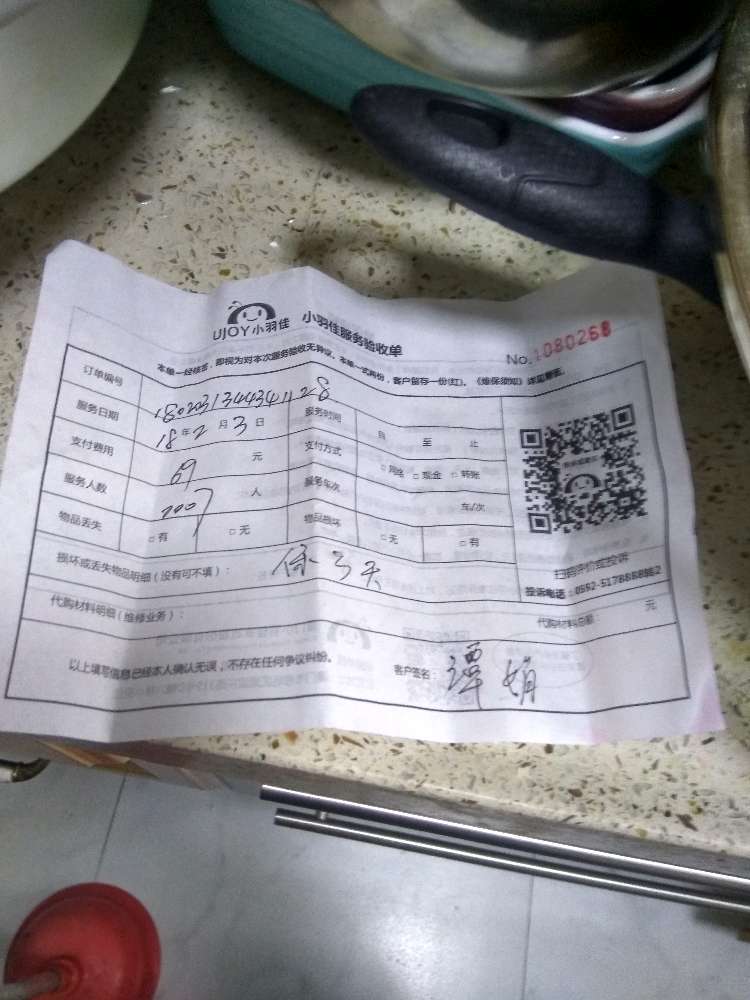 UJOY小羽佳 小羽佳服务验收单
No.1080268
本单一经核签，即视为对本次服务验收无异议。本单一式两份，客户留存一份(红)。《维保须知》详见背面。
订单编号
服务日期 18年2月3日 服务时间 自 至 止
支付费用 69 元 支付方式 □网络 □现金 □转账
服务人数 人 服务车次 车/次
物品丢失 □有 □无 物品损坏 □无 □有
扫码评价或投诉
损坏或丢失物品明细（没有可不填）： 保3天
代购材料明细（维修业务）： 代购材料总额： 元
以上填写信息已经本人确认无误，不存在任何争议纠纷。 客户签名： 谭娟